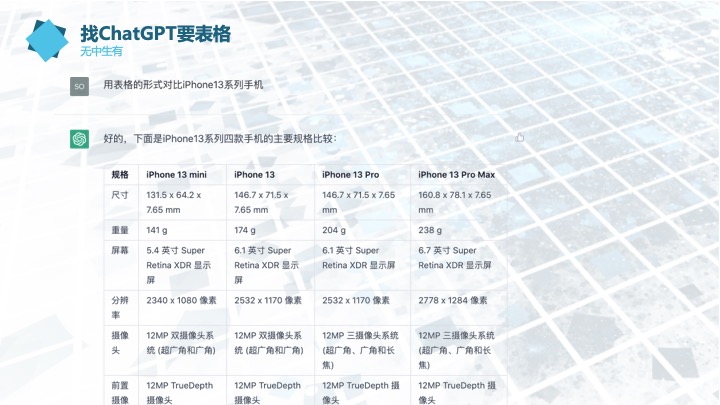 找ChatGPT要表格
无中生有
SO 用表格的形式对比iPhone13系列手机
好的，下面是iPhone13系列四款手机的主要规格比较：
规格 iPhone 13 mini iPhone 13 iPhone 13 Pro iPhone 13 Pro Max
尺寸 131.5 x 64.2 x 146.7 x 71.5 x 146.7 x 71.5 x 7.65 160.8 x 78.1 x 7.65
7.65 mm 7.65 mm mm mm
重量 141 g 174 g 204 g 238 g
屏幕 5.4 英寸 Super 6.1 英寸 Super 6.1 英寸 Super 6.7 英寸 Super
Retina XDR 显示 Retina XDR 显示 Retina XDR 显示屏 Retina XDR 显示屏
屏 屏
分辨 2340 x 1080 像素 2532 x 1170 像素 2532 x 1170 像素 2778 x 1284 像素
率
摄像 12MP 双摄像头系 12MP 双摄像头系 12MP 三摄像头系统 12MP 三摄像头系统
头 统 (超广角和广角) 统 (超广角和广角) (超广角、广角和长 (超广角、广角和长
焦) 焦)
前置 12MP TrueDepth 12MP TrueDepth 12MP TrueDepth 摄 12MP TrueDepth 摄
摄像 摄像头 摄像头 像头 像头